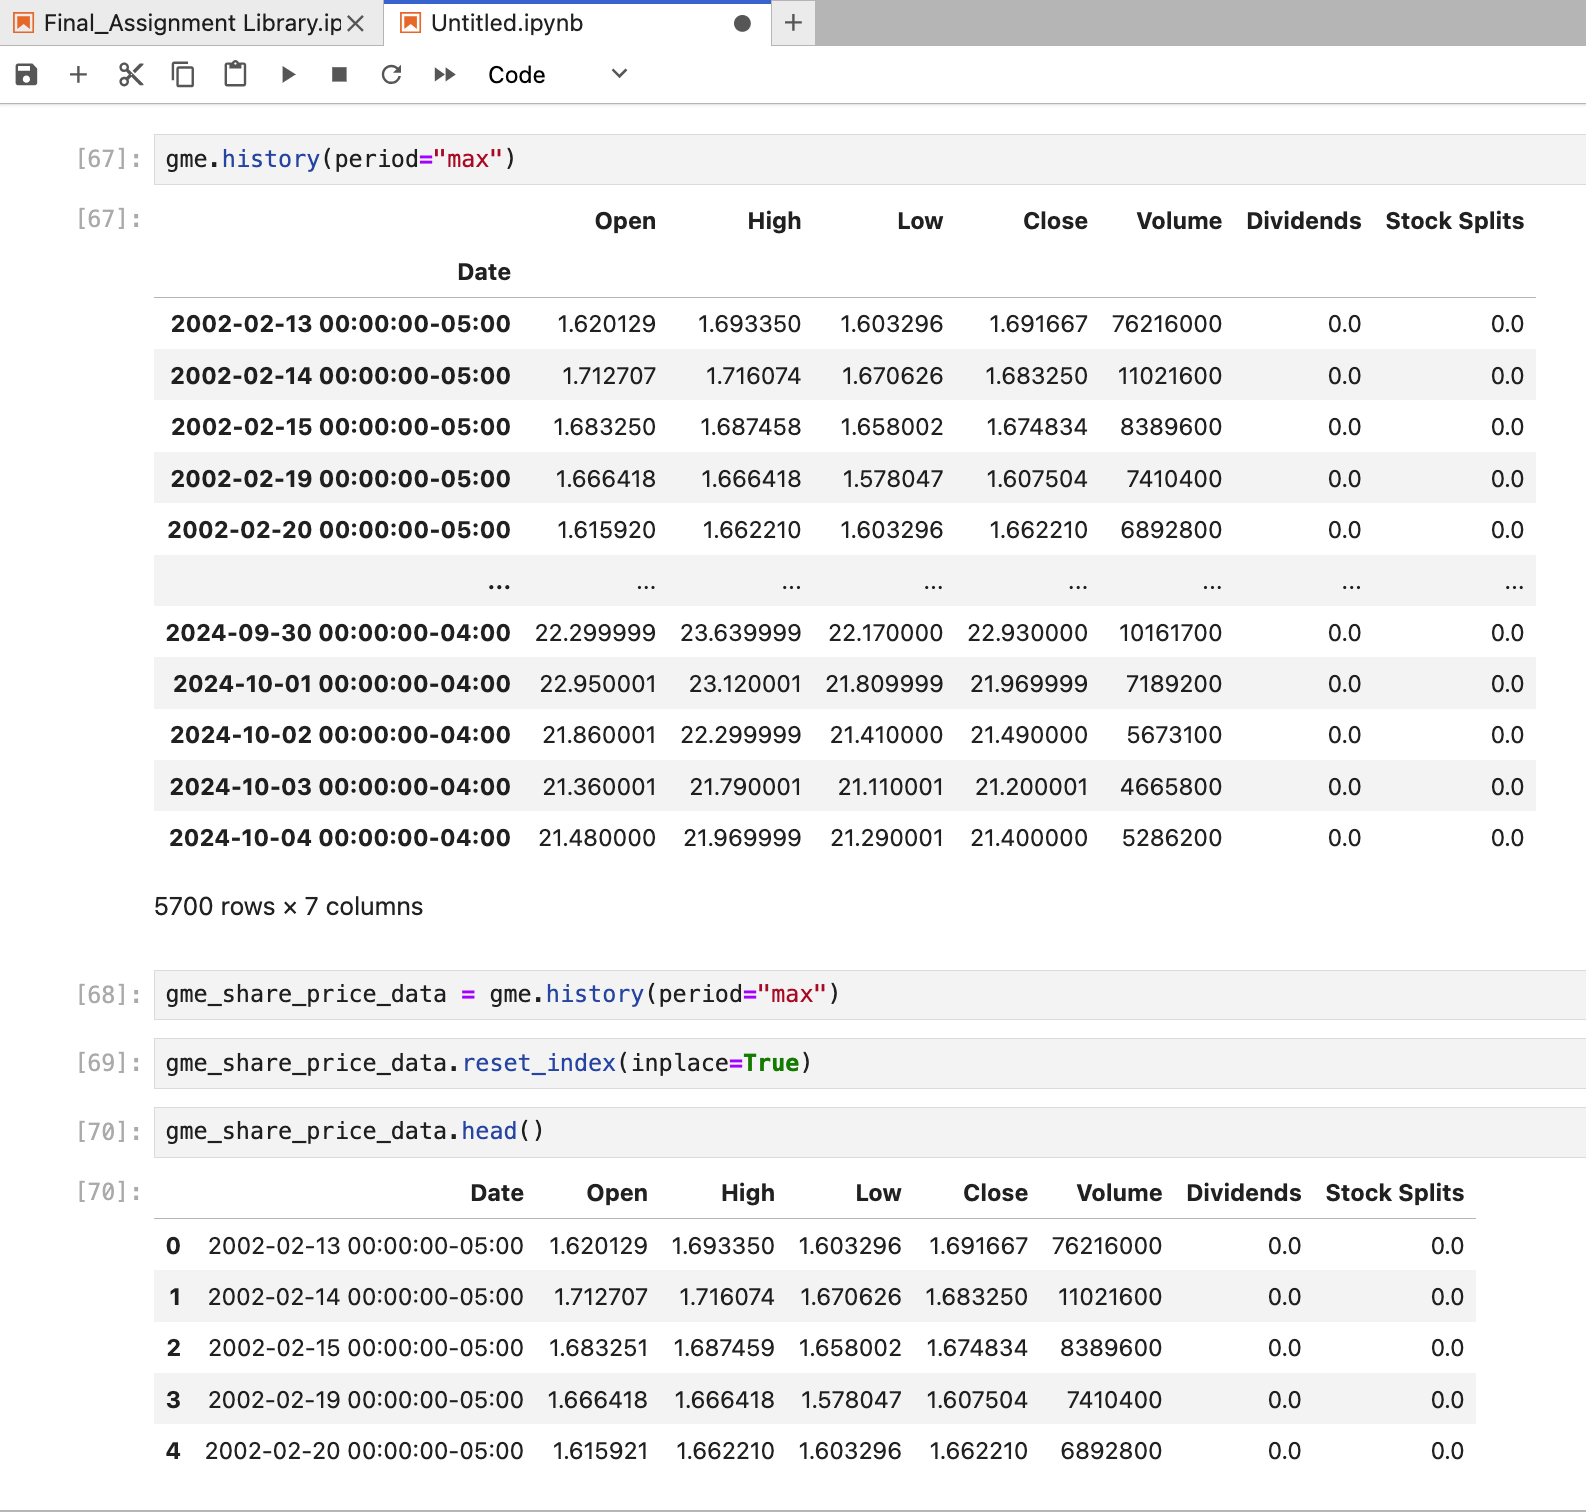 Final_Assignment Library.ip
Untitled.ipynb
Code
[67]: gme.history(period="max")
[67]: Open High Low Close Volume Dividends Stock Splits
Date
2002-02-13 00:00:00-05:00 1.620129 1.693350 1.603296 1.691667 76216000 0.0 0.0
2002-02-14 00:00:00-05:00 1.712707 1.716074 1.670626 1.683250 11021600 0.0 0.0
2002-02-15 00:00:00-05:00 1.683250 1.687458 1.658002 1.674834 8389600 0.0 0.0
2002-02-19 00:00:00-05:00 1.666418 1.666418 1.578047 1.607504 7410400 0.0 0.0
2002-02-20 00:00:00-05:00 1.615920 1.662210 1.603296 1.662210 6892800 0.0 0.0
... ... ... ... ... ... ... ...
2024-09-30 00:00:00-04:00 22.299999 23.639999 22.170000 22.930000 10161700 0.0 0.0
2024-10-01 00:00:00-04:00 22.950001 23.120001 21.809999 21.969999 7189200 0.0 0.0
2024-10-02 00:00:00-04:00 21.860001 22.299999 21.410000 21.490000 5673100 0.0 0.0
2024-10-03 00:00:00-04:00 21.360001 21.790001 21.110001 21.200001 4665800 0.0 0.0
2024-10-04 00:00:00-04:00 21.480000 21.969999 21.290001 21.400000 5286200 0.0 0.0
5700 rows × 7 columns
[68]: gme_share_price_data = gme.history(period="max")
[69]: gme_share_price_data.reset_index(inplace=True)
[70]: gme_share_price_data.head()
[70]: Date Open High Low Close Volume Dividends Stock Splits
0 2002-02-13 00:00:00-05:00 1.620129 1.693350 1.603296 1.691667 76216000 0.0 0.0
1 2002-02-14 00:00:00-05:00 1.712707 1.716074 1.670626 1.683250 11021600 0.0 0.0
2 2002-02-15 00:00:00-05:00 1.683251 1.687459 1.658002 1.674834 8389600 0.0 0.0
3 2002-02-19 00:00:00-05:00 1.666418 1.666418 1.578047 1.607504 7410400 0.0 0.0
4 2002-02-20 00:00:00-05:00 1.615921 1.662210 1.603296 1.662210 6892800 0.0 0.0